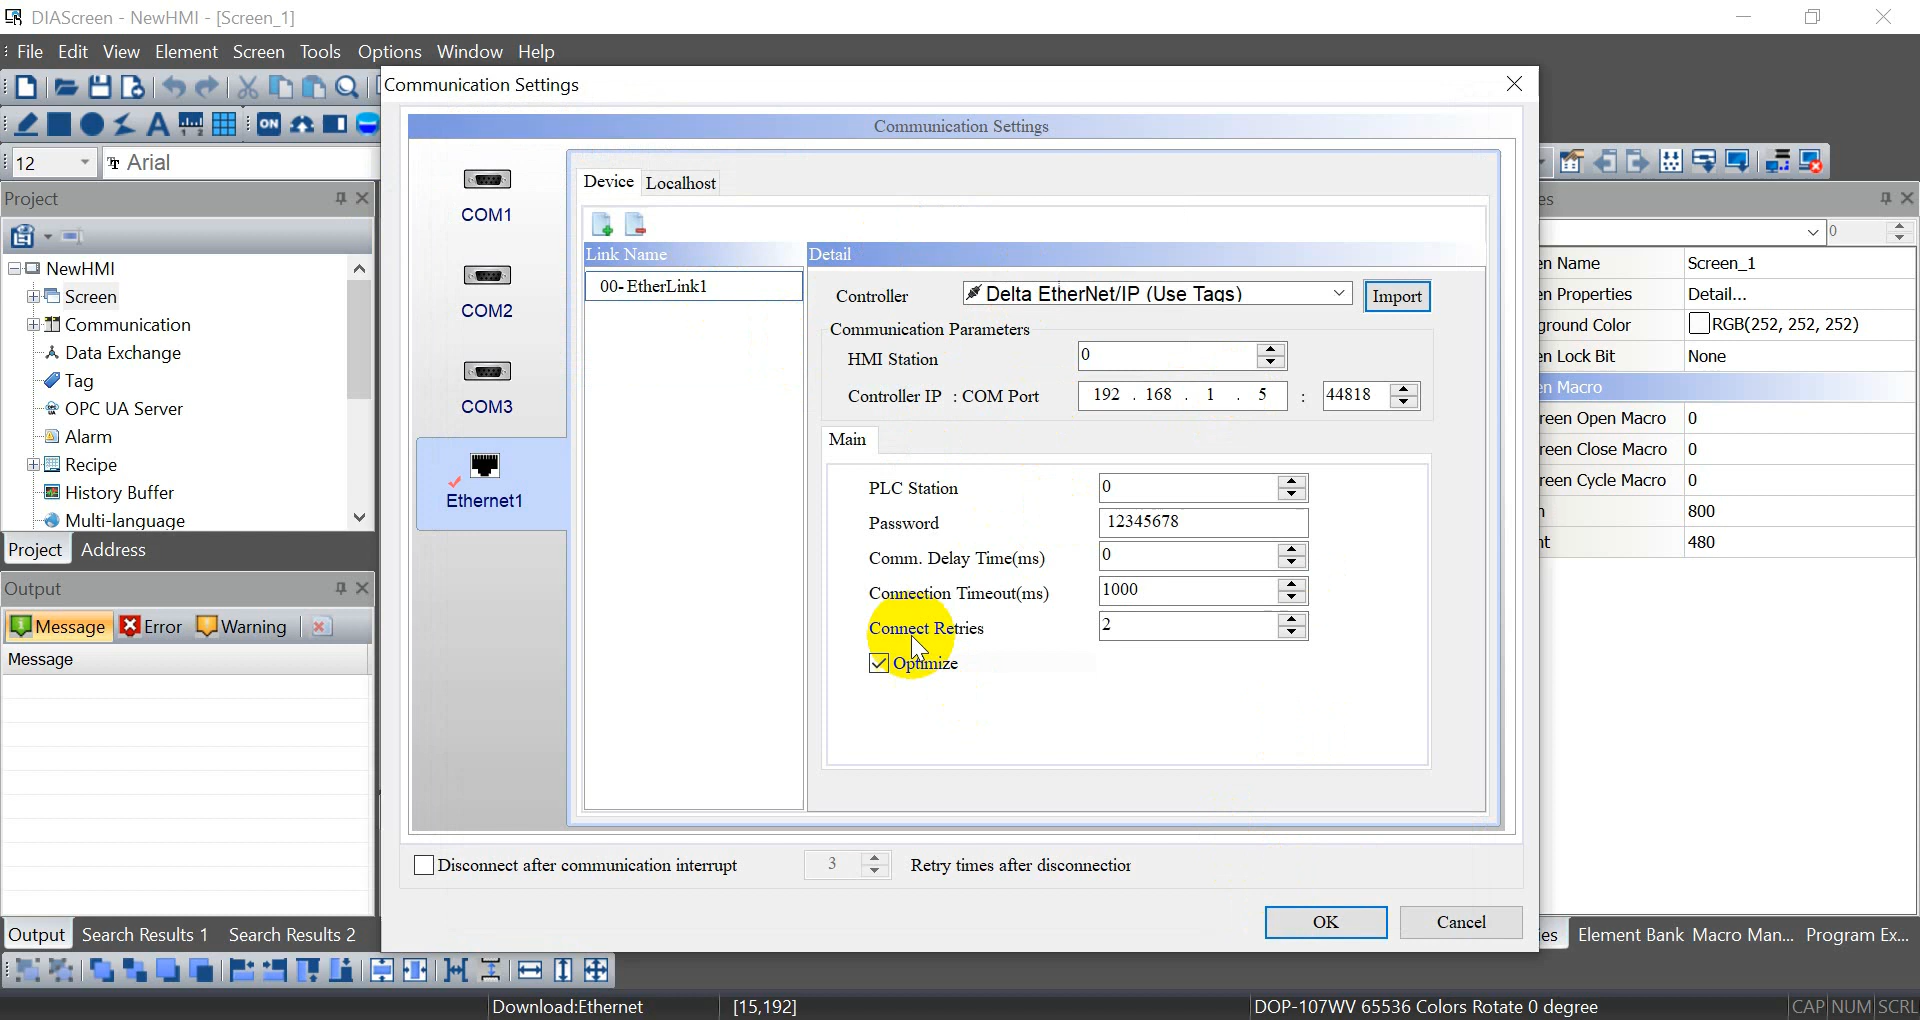 DIAScreen - NewHMI - [Screen_1]
File Edit View Element Screen Tools Options Window Help
Communication Settings
Communication Settings
ON
12 Arial
Project
COM1
COM2
COM3
Ethernet1
Device Localhost
Link Name
Detail
00- EtherLink1
Controller Delta EtherNet/IP (Use Tags) Import
Communication Parameters
HMI Station 0
Controller IP : COM Port 192 . 168 . 1 . 5 : 44818
Main
PLC Station 0
Password 12345678
Comm. Delay Time(ms) 0
Connection Timeout(ms) 1000
Connect Retries 2
Optimize
Disconnect after communication interrupt 3 Retry times after disconnection
OK Cancel
NewHMI
Screen
Communication
Data Exchange
Tag
OPC UA Server
Alarm
Recipe
History Buffer
Multi-language
Project Address
Output
Message Error Warning
Message
Output Search Results 1 Search Results 2
es
0
en Name Screen_1
en Properties Detail...
ground Color RGB(252, 252, 252)
en Lock Bit None
en Macro
reen Open Macro 0
reen Close Macro 0
reen Cycle Macro 0
800
480
ies Element Bank Macro Man... Program Ex...
Download:Ethernet [15,192] DOP-107WV 65536 Colors Rotate 0 degree CAP NUM SCRL